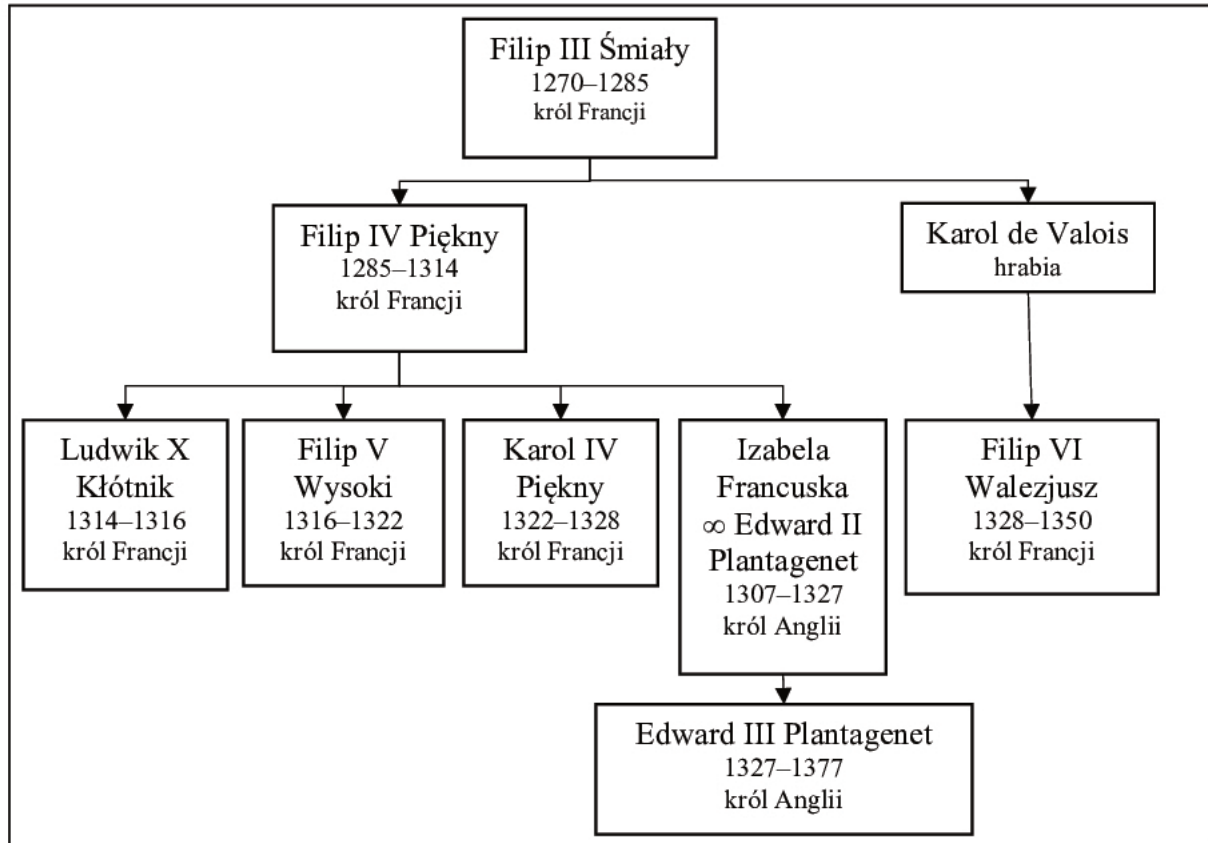 Filip III Śmiały
1270–1285
król Francji
Filip IV Piękny
1285–1314
król Francji
Karol de Valois
hrabia
Ludwik X
Kłótnik
1314–1316
król Francji
Filip V
Wysoki
1316–1322
król Francji
Karol IV
Piękny
1322–1328
król Francji
Izabela
Francuska
∞ Edward II
Plantagenet
1307–1327
król Anglii
Filip VI
Walezjusz
1328–1350
król Francji
Edward III Plantagenet
1327–1377
król Anglii